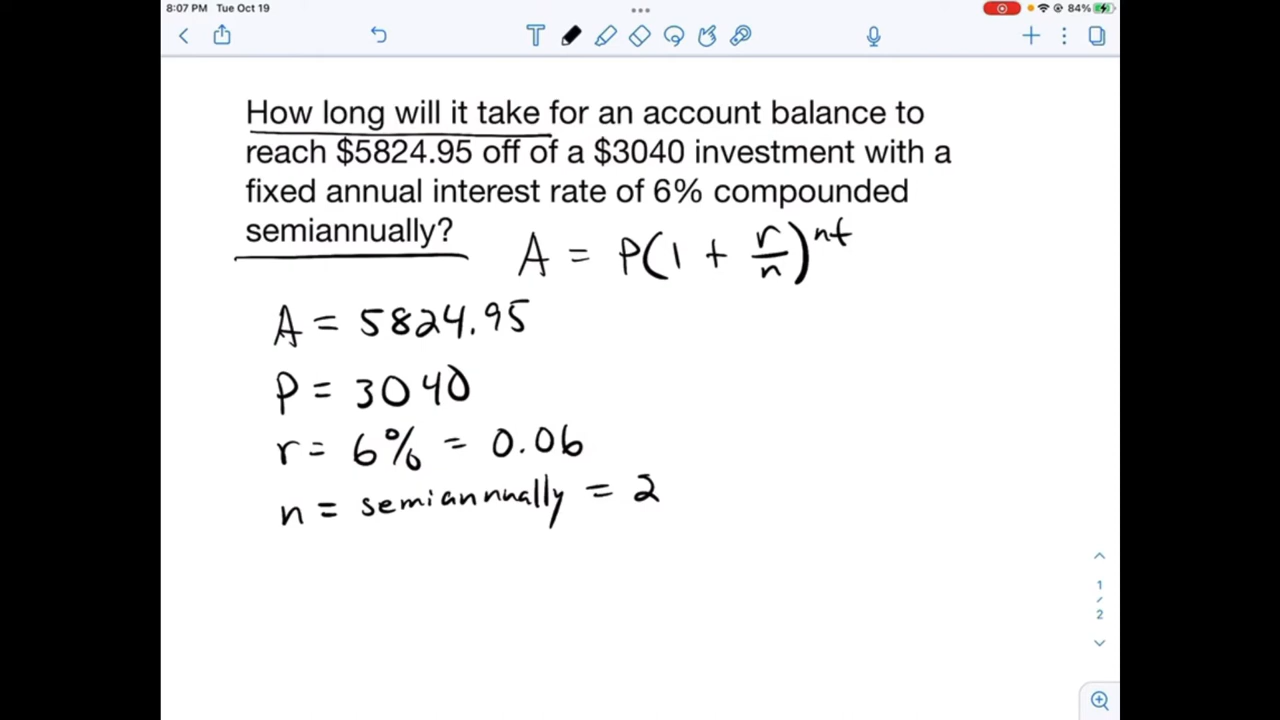 8:07 PM Tue Oct 19
84%
T
How long will it take for an account balance to
reach $5824.95 off of a $3040 investment with a
fixed annual interest rate of 6% compounded
semiannually?
A = P(1 + r/n)^nt
A = 5824.95
P = 3040
r = 6% = 0.06
n = semiannually = 2
1
/
2